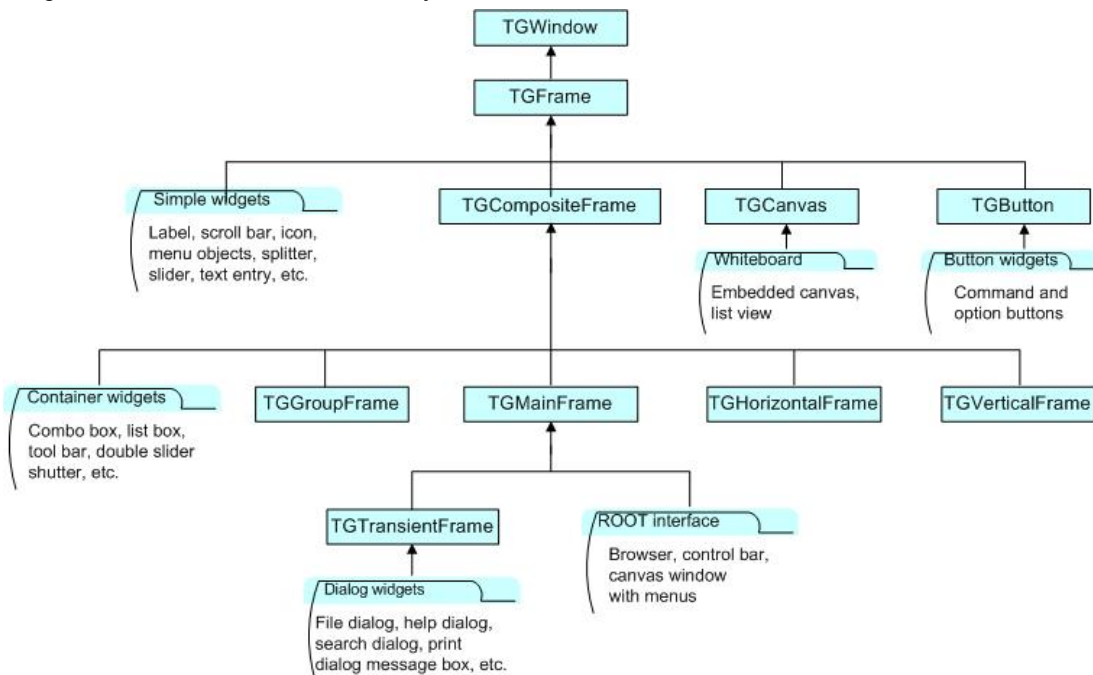 TGWindow
TGFrame
Simple widgets
Label, scroll bar, icon,
menu objects, splitter,
slider, text entry, etc.
TGCompositeFrame
TGCanvas
Whiteboard
Embedded canvas,
list view
TGButton
Button widgets
Command and
option buttons
Container widgets
Combo box, list box,
tool bar, double slider
shutter, etc.
TGGroupFrame
TGMainFrame
TGHorizontalFrame
TGVerticalFrame
TGTransientFrame
Dialog widgets
File dialog, help dialog,
search dialog, print
dialog message box, etc.
ROOT interface
Browser, control bar,
canvas window
with menus